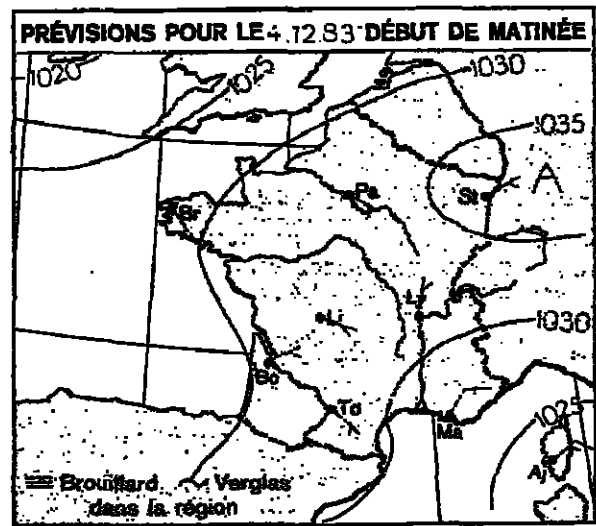 PRÉVISIONS POUR LE 4.12.83 DÉBUT DE MATINÉE
1020
1025
1030
1035
A
St
Pa
Br
Li
Ly
1030
Bo
To
Ma
1025
Aj
Brouillard Verglas
dans la région